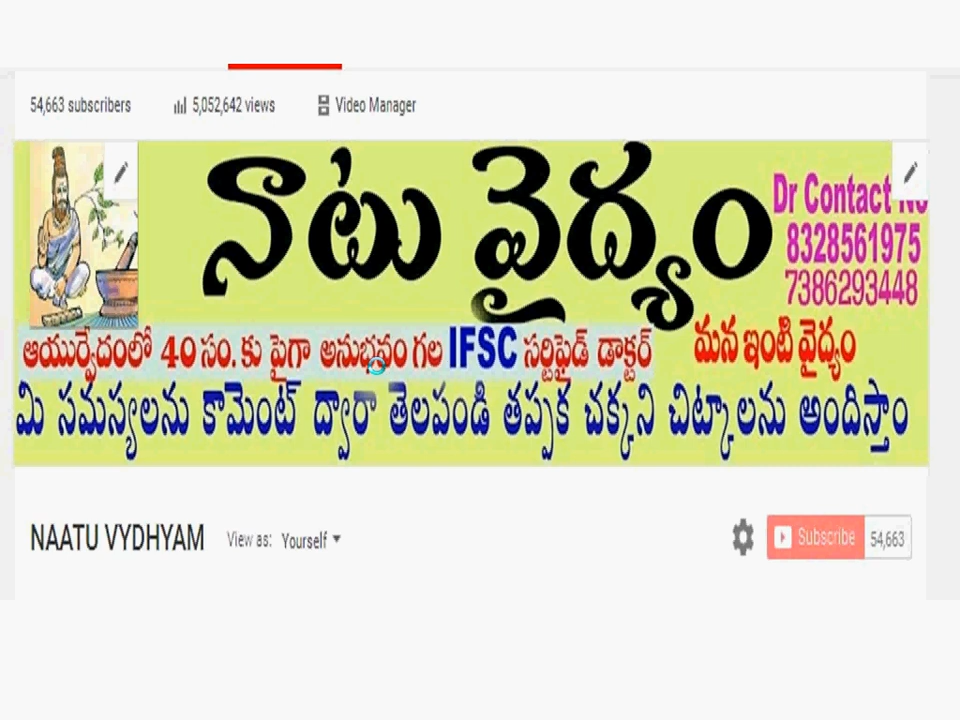 54,663 subscribers 5,052,642 views Video Manager
నాటు వైద్యం
Dr Contact No
8328561975
7386293448
ఆయుర్వేదంలో 40 సం. కు పైగా అనుభవం గల IFSC సర్టిఫైడ్ డాక్టర్ మన ఇంటి వైద్యం
మి సమస్యలను కామెంట్ ద్వారా తెలపండి తప్పక చక్కని చిట్కాలను అందిస్తాం
NAATU VYDHYAM View as: Yourself Subscribe 54,663